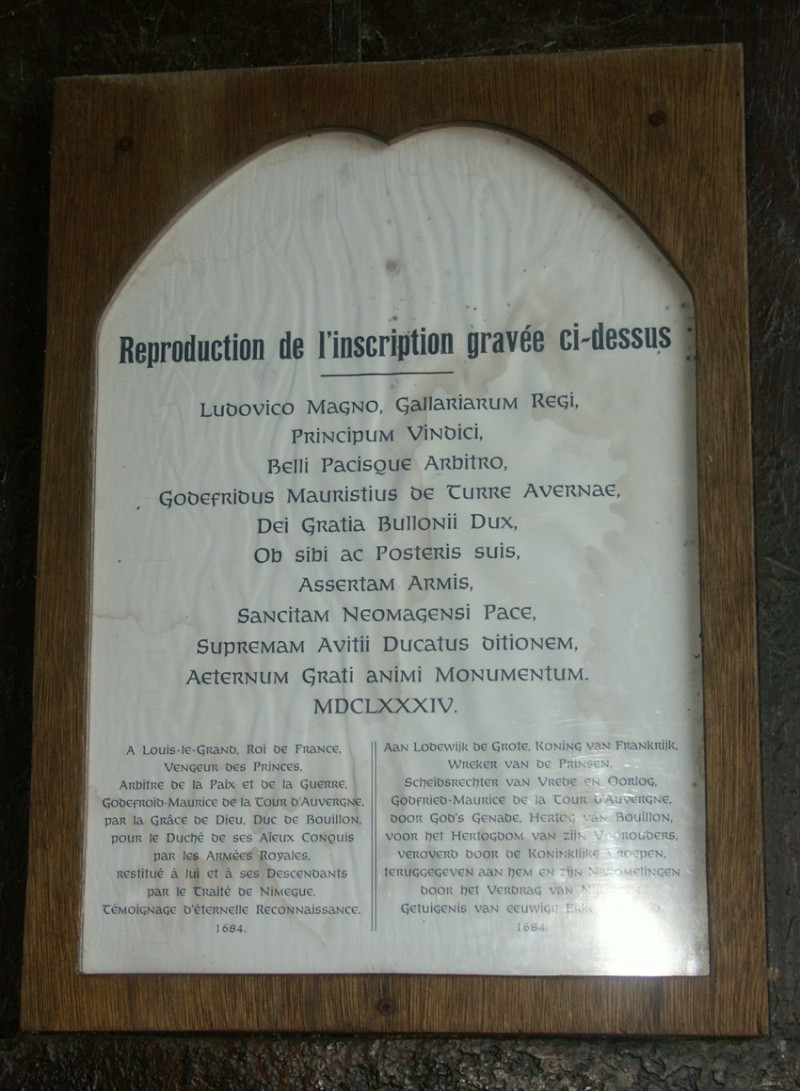 Reproduction de l'inscription gravée ci-dessus
Ludovico Magno, Gallariarum Regi,
Principum Vindici,
Belli Pacisque Arbitro,
Godefridus Mauristius de Turre Avernae,
Dei Gratia Bullonii Dux,
Ob sibi ac Posteris suis,
Assertam Armis,
Sancitam Neomagensi Pace,
Supremam Avitii Ducatus ditionem,
Aeternum Grati animi Monumentum.
MDCLXXXIV.
A Louis-le-Grand, Roi de France,
Vengeur des Princes,
Arbitre de la Paix et de la Guerre,
Godefroid-Maurice de la Tour d'Auvergne,
par la Grâce de Dieu, Duc de Bouillon,
pour le Duché de ses Aïeux Conquis
par les Armées Royales,
restitué à lui et à ses Descendants
par le Traité de Nimegue.
Témoignage d'éternelle Reconnaissance.
1684.
Aan Lodewijk de Grote, Koning van Frankrijk,
Wreker van de Prinsen,
Scheidsrechter van Vrede en Oorlog,
Godfried-Maurice de la Tour d'Auvergne,
door God's Genade, Hertog van Bouillon,
voor het Hertogdom van zijn Voorouders,
veroverd door de Koninklijke Troepen,
teruggegeven aan hem en zijn Nakomelingen
door het Verdrag van
Getuigenis van eeuwige
1684.